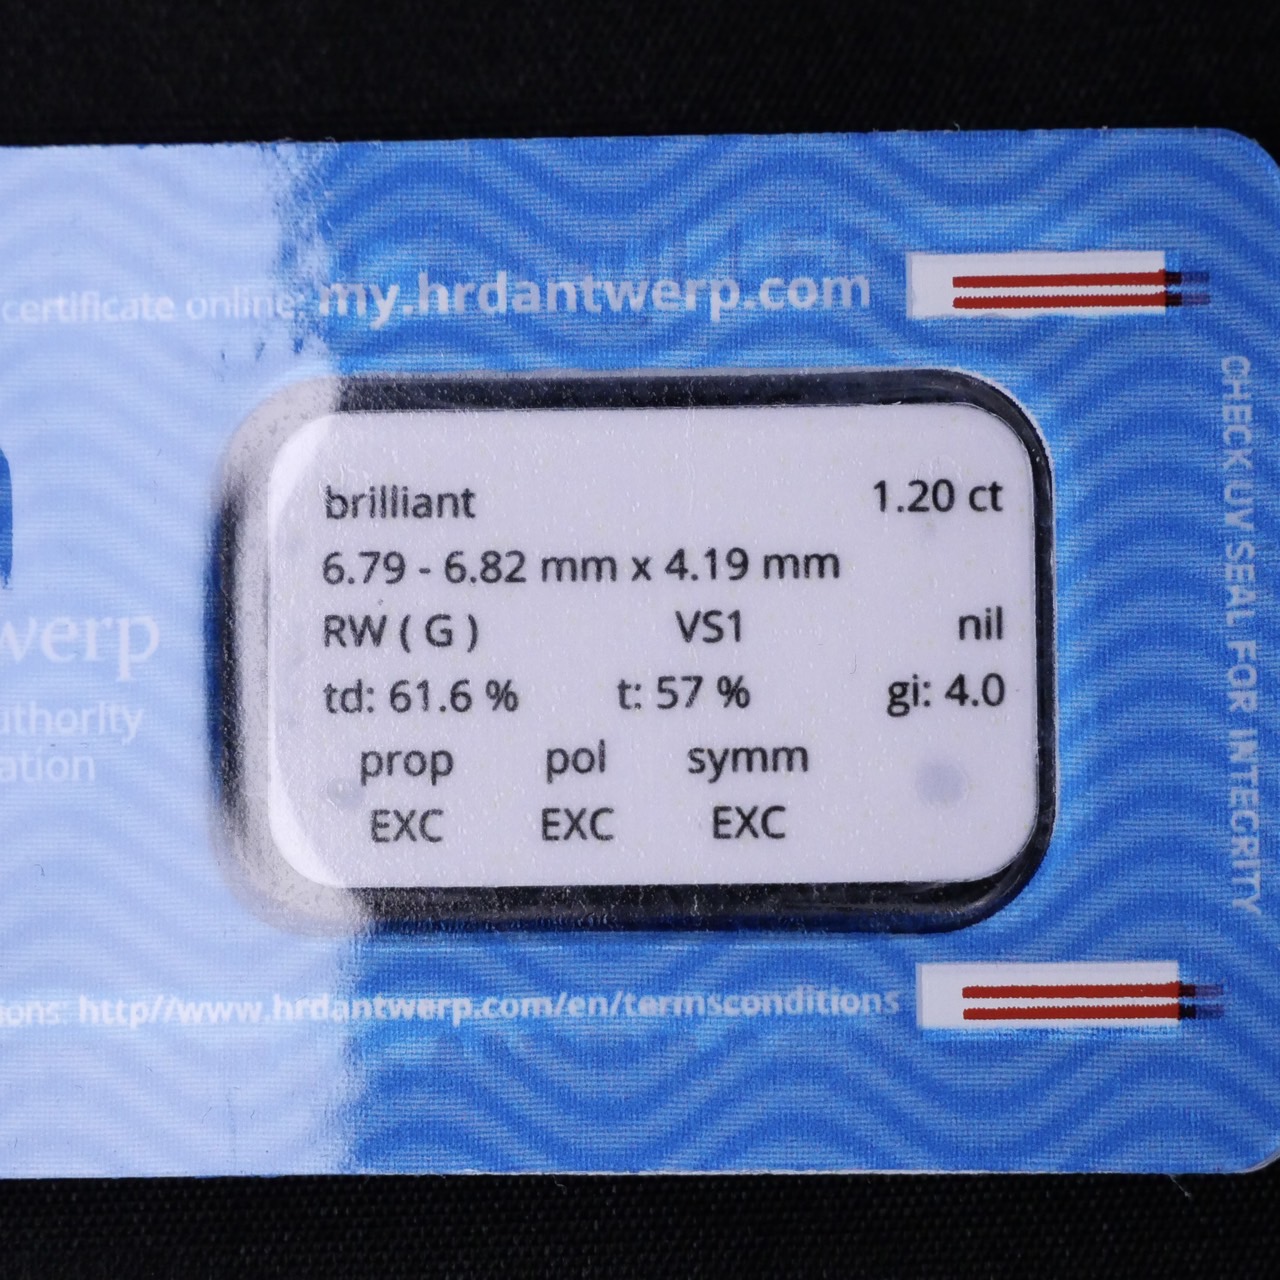 certificate online: my.hrdantwerp.com
brilliant 1.20 ct
6.79 - 6.82 mm x 4.19 mm
RW ( G ) VS1 nil
td: 61.6 % t: 57 % gi: 4.0
prop pol symm
EXC EXC EXC
werp
uthority
ation
ions: http//www.hrdantwerp.com/en/termsconditions
CHECK UV SEAL FOR INTEGRITY